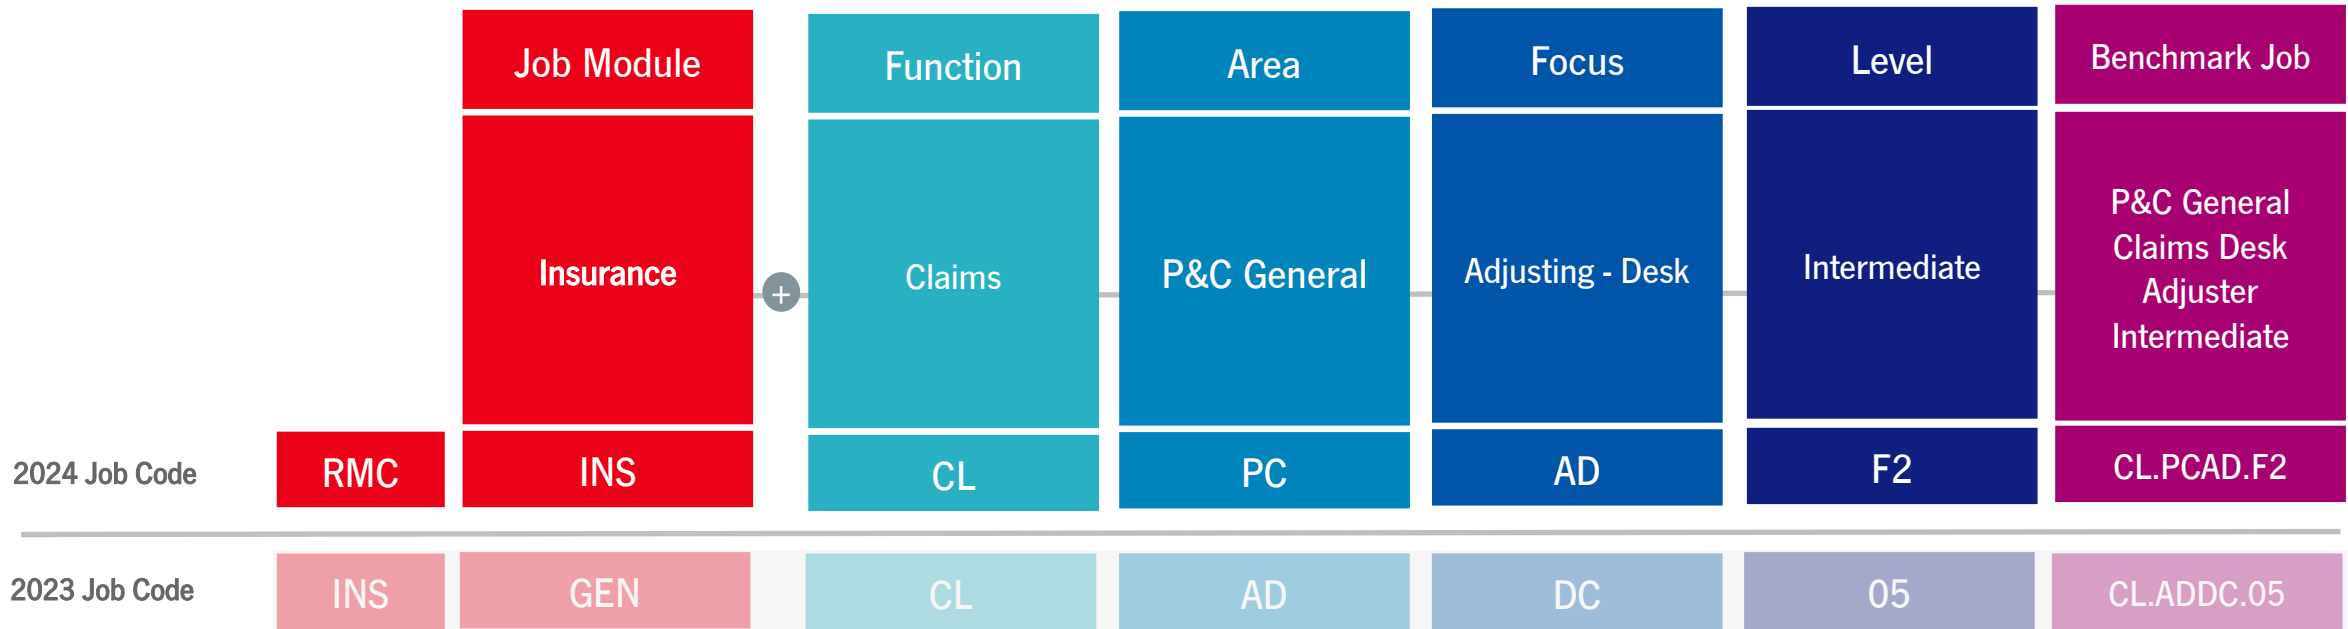 Job Module
Function
Area
Focus
Level
Benchmark Job
Insurance
+
Claims
P&C General
Adjusting - Desk
Intermediate
P&C General
Claims Desk
Adjuster
Intermediate
2024 Job Code
RMC
INS
CL
PC
AD
F2
CL.PCAD.F2
2023 Job Code
INS
GEN
CL
AD
DC
05
CL.ADDC.05